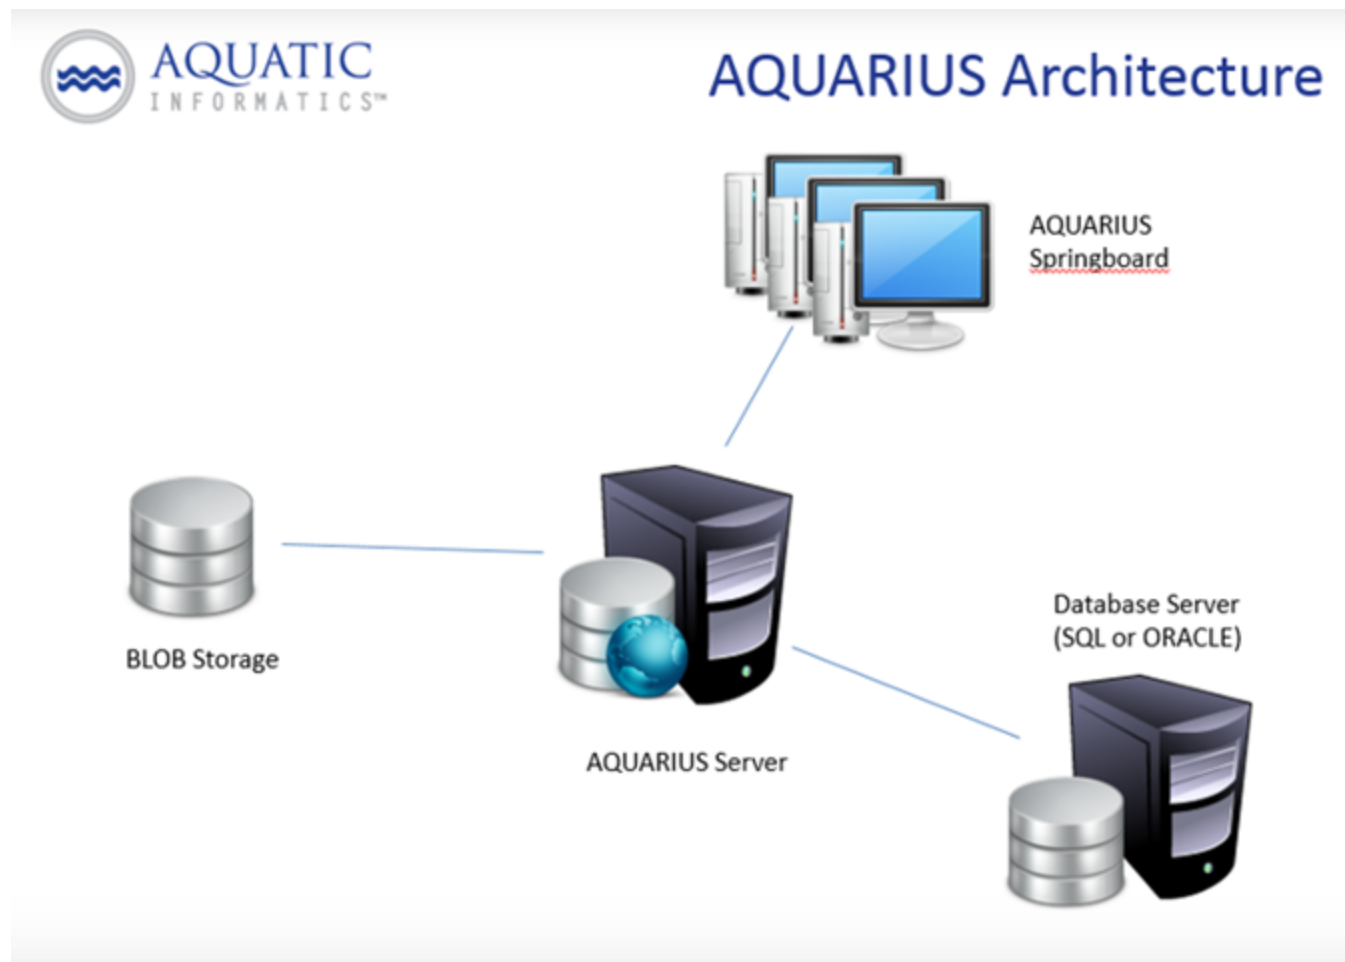 AQUATIC
INFORMATICS™
AQUARIUS Architecture
AQUARIUS
Springboard
BLOB Storage
AQUARIUS Server
Database Server
(SQL or ORACLE)